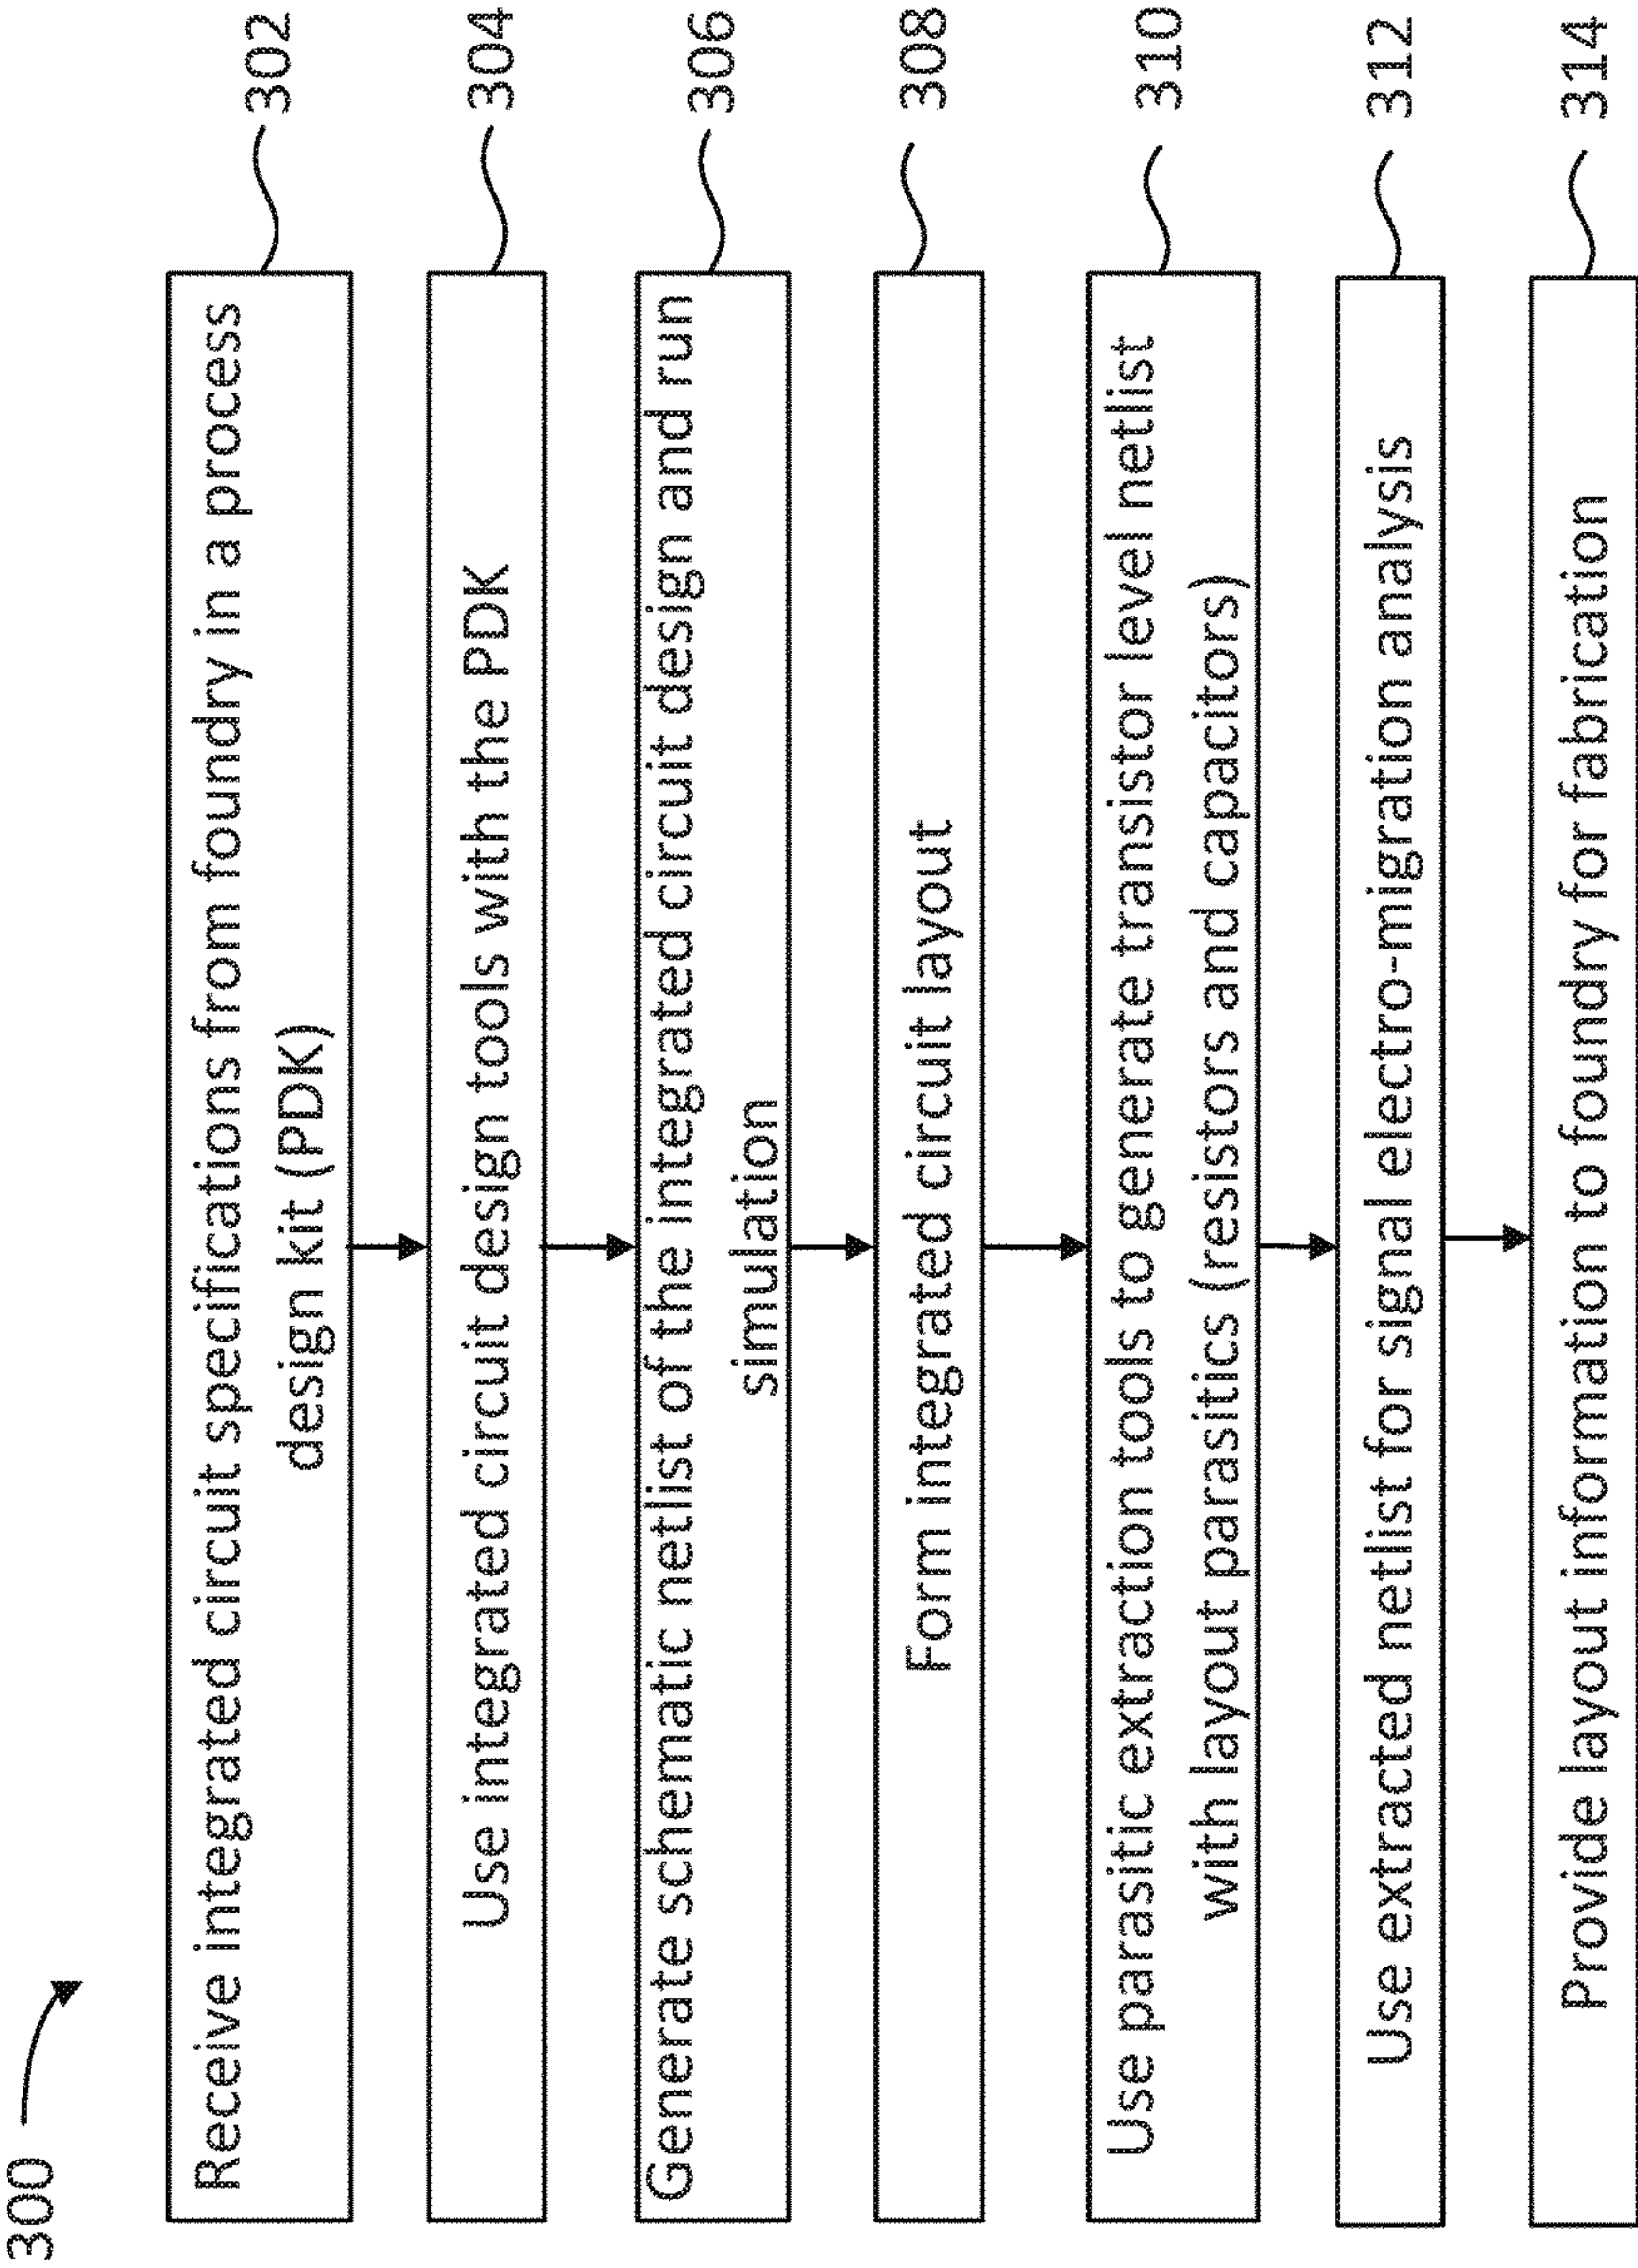 300
Receive integrated circuit specifications from foundry in a process
design kit (PDK)
302
Use integrated circuit design tools with the PDK
304
Generate schematic netlist of the integrated circuit design and run
simulation
306
Form integrated circuit layout
308
Use parasitic extraction tools to generate transistor level netlist
with layout parasitics (resistors and capacitors)
310
Use extracted netlist for signal electro-migration analysis
312
Provide layout information to foundry for fabrication
314